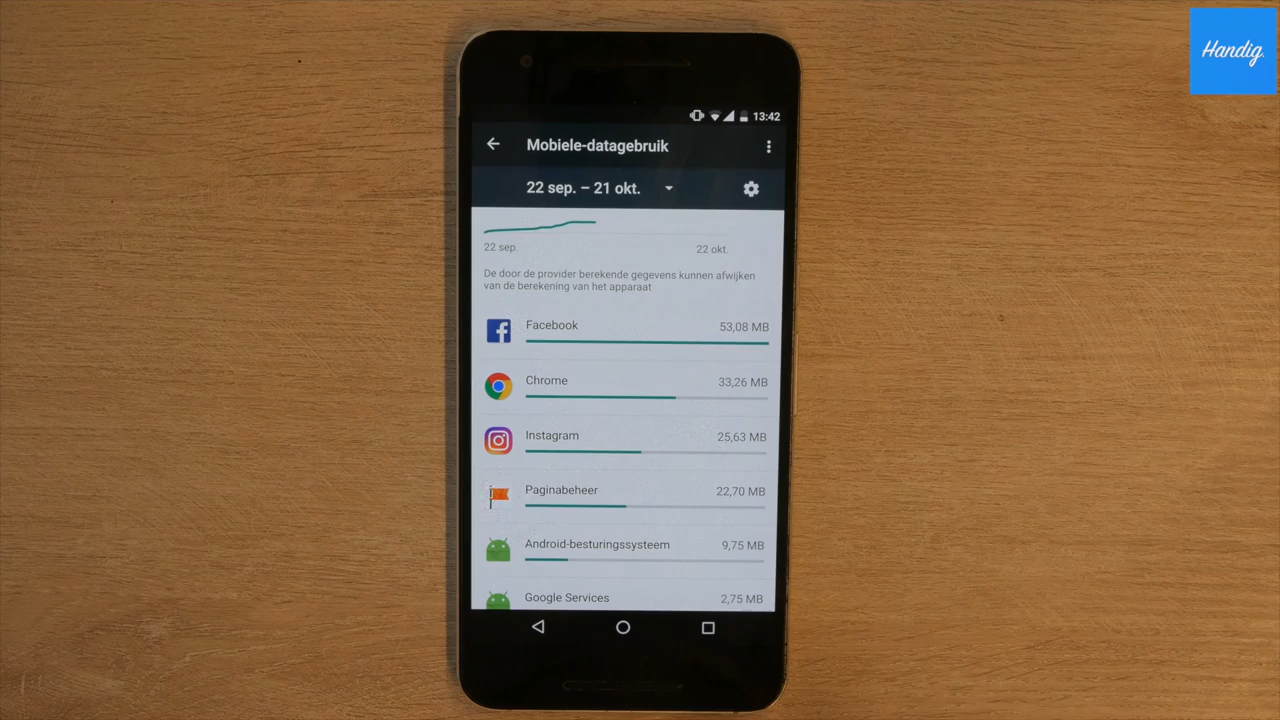 Handig.
13:42
Mobiele-datagebruik
22 sep. – 21 okt.
22 sep. 22 okt.
De door de provider berekende gegevens kunnen afwijken
van de berekening van het apparaat
Facebook 53,08 MB
Chrome 33,26 MB
Instagram 25,63 MB
Paginabeheer 22,70 MB
Android-besturingssysteem 9,75 MB
Google Services 2,75 MB